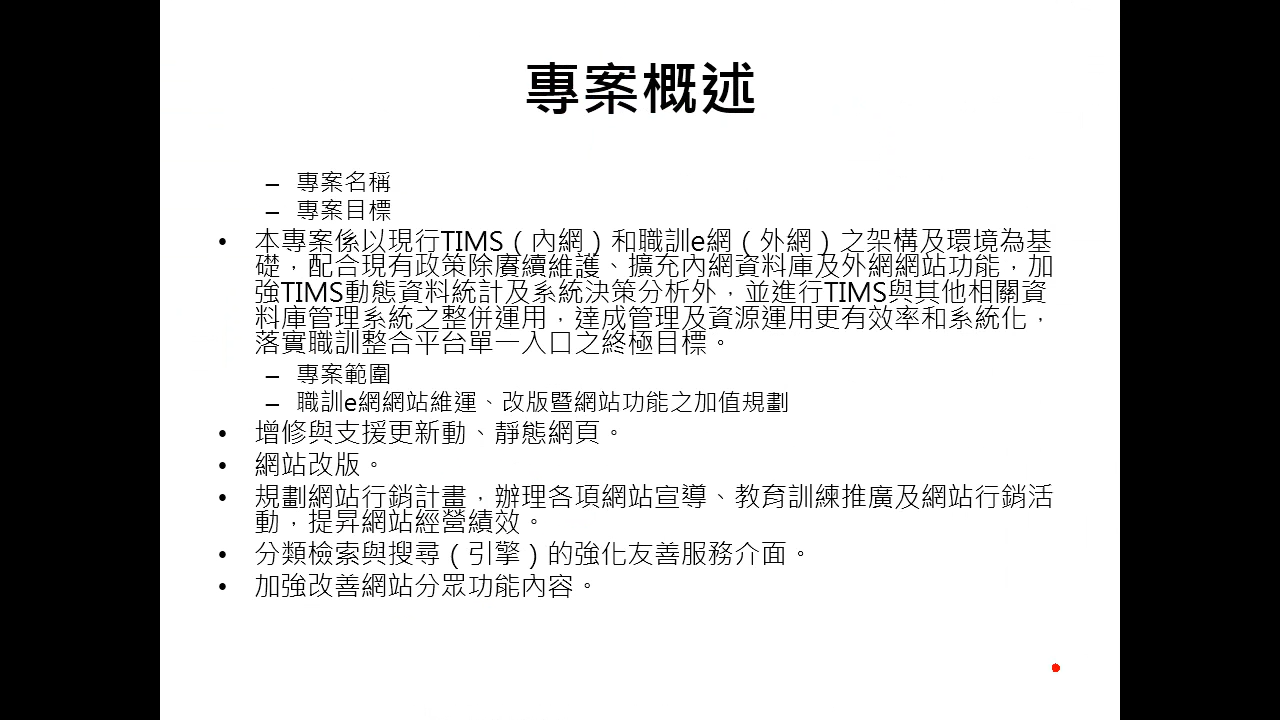 專案概述
– 專案名稱
– 專案目標
• 本專案係以現行TIMS（內網）和職訓e網（外網）之架構及環境為基
礎，配合現有政策除賡續維護、擴充內網資料庫及外網網站功能，加
強TIMS動態資料統計及系統決策分析外，並進行TIMS與其他相關資
料庫管理系統之整併運用，達成管理及資源運用更有效率和系統化，
落實職訓整合平台單一入口之終極目標。
– 專案範圍
– 職訓e網網站維運、改版暨網站功能之加值規劃
• 增修與支援更新動、靜態網頁。
• 網站改版。
• 規劃網站行銷計畫，辦理各項網站宣導、教育訓練推廣及網站行銷活
動，提昇網站經營績效。
• 分類檢索與搜尋（引擎）的強化友善服務介面。
• 加強改善網站分眾功能內容。